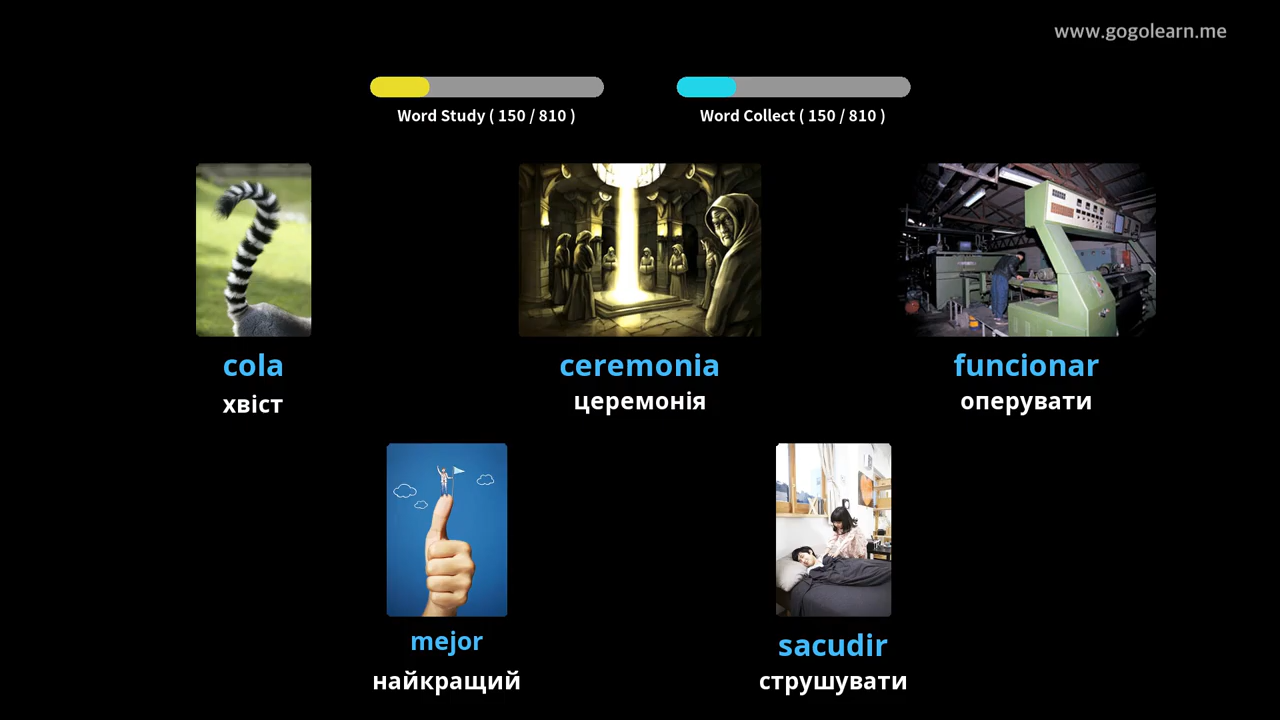 www.gogolearn.me
Word Study ( 150 / 810 )
Word Collect ( 150 / 810 )
cola
хвіст
ceremonia
церемонія
funcionar
оперувати
mejor
найкращий
sacudir
струшувати